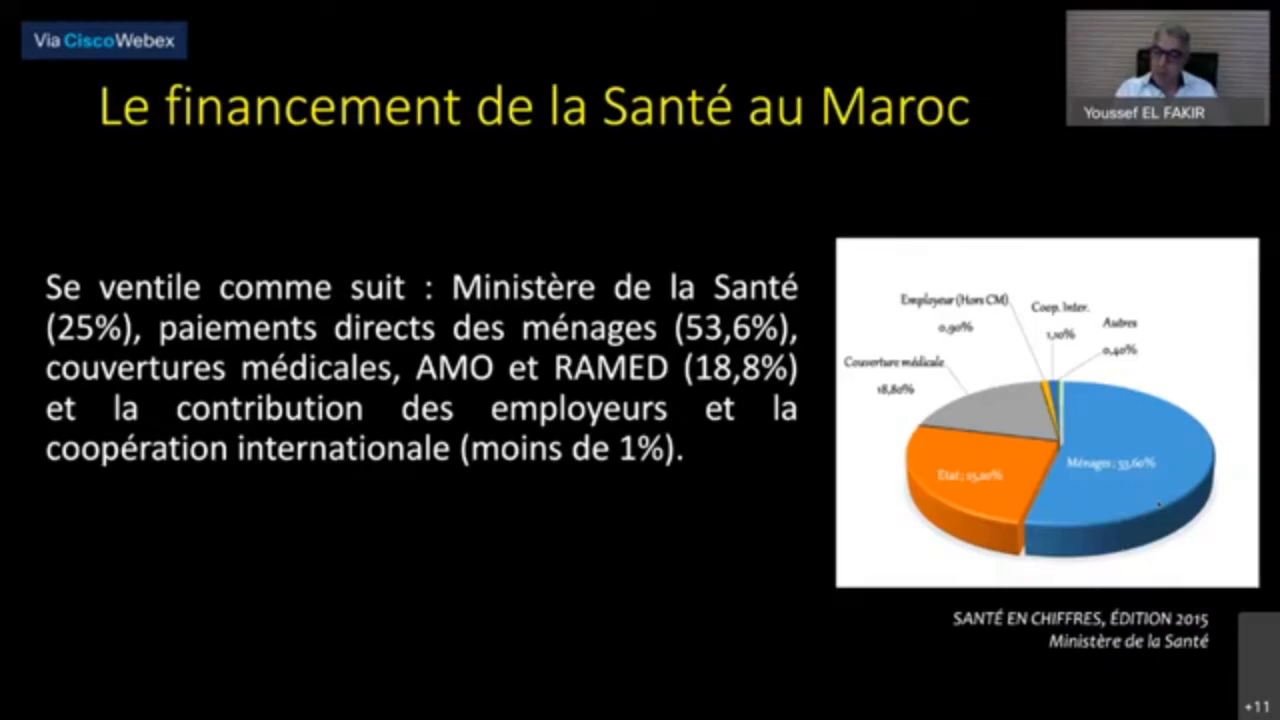 Via Cisco Webex
Le financement de la Santé au Maroc
Youssef EL FAKIR
Se ventile comme suit : Ministère de la Santé
(25%), paiements directs des ménages (53,6%),
couvertures médicales, AMO et RAMED (18,8%)
et la contribution des employeurs et la
coopération internationale (moins de 1%).
Employeur (Hors CM)
0,90%
Coop. Inter.
1,10%
Autres
0,40%
Couverture médicale
18,80%
Ménages ; 53,60%
Etat ;
SANTÉ EN CHIFFRES, ÉDITION 2015
Ministère de la Santé
+11